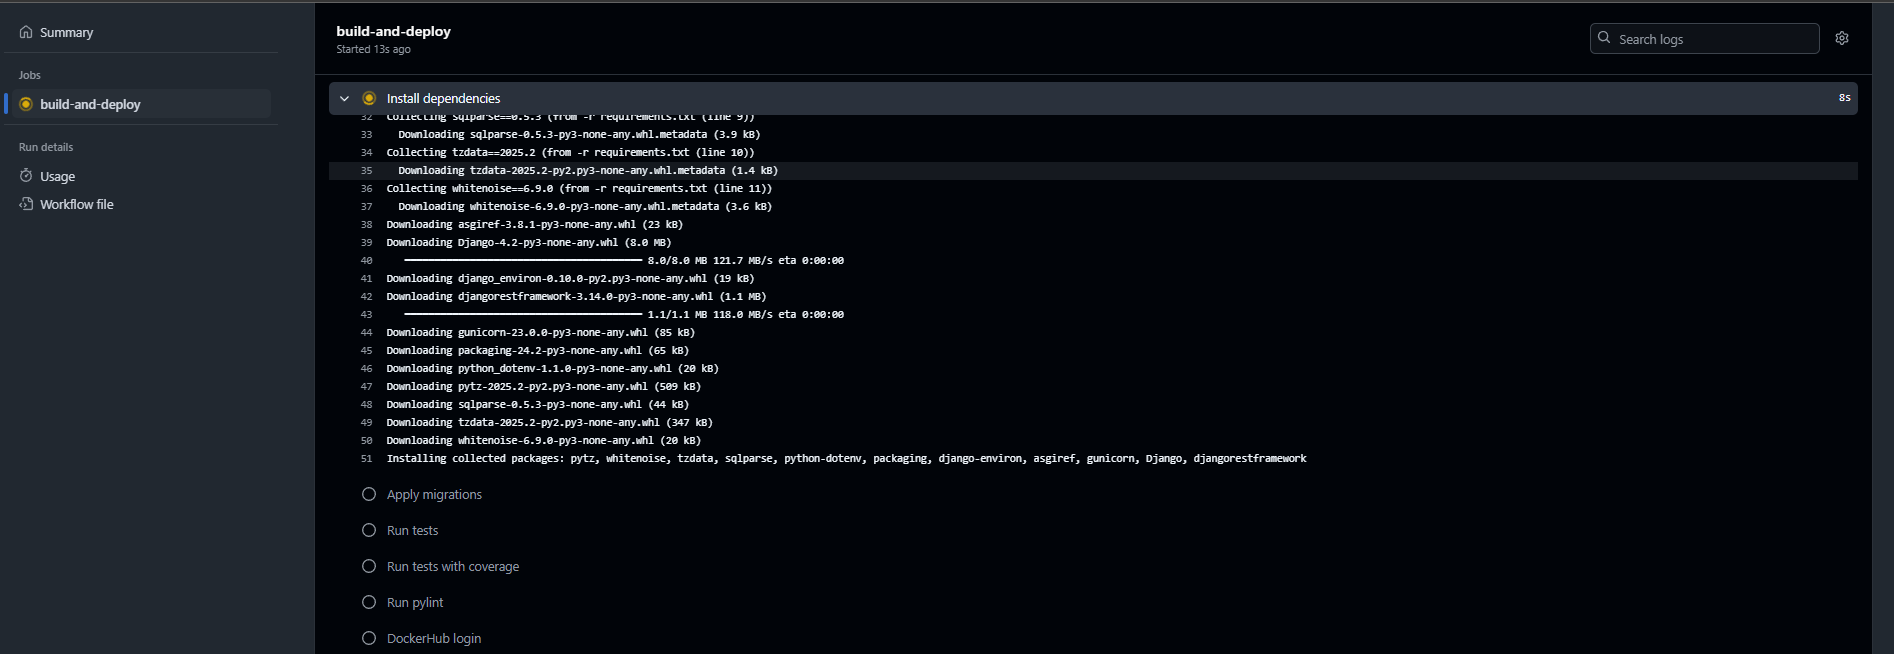 Summary
Jobs
build-and-deploy
Run details
Usage
Workflow file
build-and-deploy
Started 13s ago
Search logs
Install dependencies 8s
32 Collecting sqlparse==0.5.3 (from -r requirements.txt (line 9))
33 Downloading sqlparse-0.5.3-py3-none-any.whl.metadata (3.9 kB)
34 Collecting tzdata==2025.2 (from -r requirements.txt (line 10))
35 Downloading tzdata-2025.2-py2.py3-none-any.whl.metadata (1.4 kB)
36 Collecting whitenoise==6.9.0 (from -r requirements.txt (line 11))
37 Downloading whitenoise-6.9.0-py3-none-any.whl.metadata (3.6 kB)
38 Downloading asgiref-3.8.1-py3-none-any.whl (23 kB)
39 Downloading Django-4.2-py3-none-any.whl (8.0 MB)
40 ━━━━━━━━━━━━━━━━━━━━━━━━━━━━━━━━━━━━━━━━ 8.0/8.0 MB 121.7 MB/s eta 0:00:00
41 Downloading django_environ-0.10.0-py2.py3-none-any.whl (19 kB)
42 Downloading djangorestframework-3.14.0-py3-none-any.whl (1.1 MB)
43 ━━━━━━━━━━━━━━━━━━━━━━━━━━━━━━━━━━━━━━━━ 1.1/1.1 MB 118.0 MB/s eta 0:00:00
44 Downloading gunicorn-23.0.0-py3-none-any.whl (85 kB)
45 Downloading packaging-24.2-py3-none-any.whl (65 kB)
46 Downloading python_dotenv-1.1.0-py3-none-any.whl (20 kB)
47 Downloading pytz-2025.2-py2.py3-none-any.whl (509 kB)
48 Downloading sqlparse-0.5.3-py3-none-any.whl (44 kB)
49 Downloading tzdata-2025.2-py2.py3-none-any.whl (347 kB)
50 Downloading whitenoise-6.9.0-py3-none-any.whl (20 kB)
51 Installing collected packages: pytz, whitenoise, tzdata, sqlparse, python-dotenv, packaging, django-environ, asgiref, gunicorn, Django, djangorestframework
Apply migrations
Run tests
Run tests with coverage
Run pylint
DockerHub login